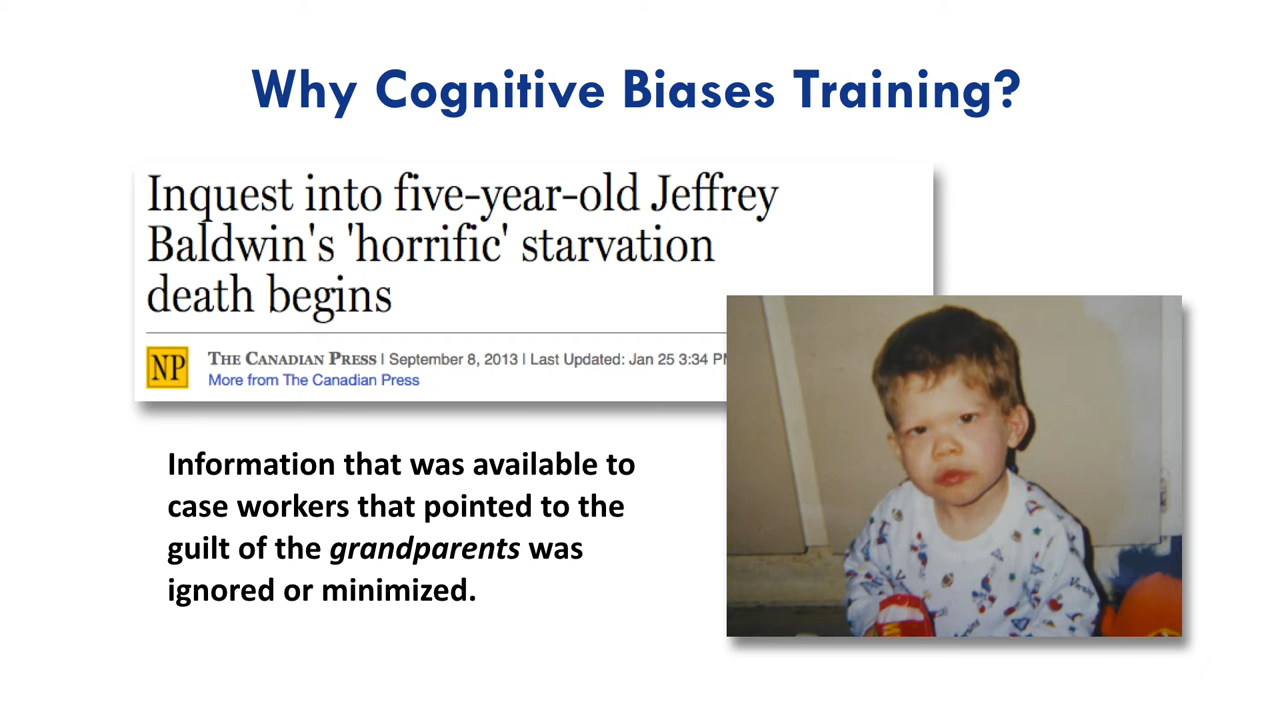 Why Cognitive Biases Training?
Inquest into five-year-old Jeffrey
Baldwin's 'horrific' starvation
death begins
NP
THE CANADIAN PRESS | September 8, 2013 | Last Updated: Jan 25 3:34
More from The Canadian Press
Information that was available to
case workers that pointed to the
guilt of the grandparents was
ignored or minimized.